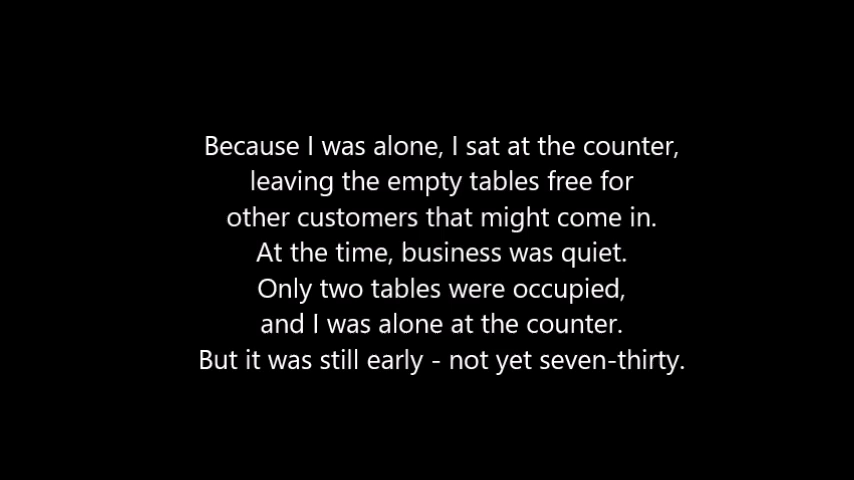 Because I was alone, I sat at the counter,
leaving the empty tables free for
other customers that might come in.
At the time, business was quiet.
Only two tables were occupied,
and I was alone at the counter.
But it was still early - not yet seven-thirty.